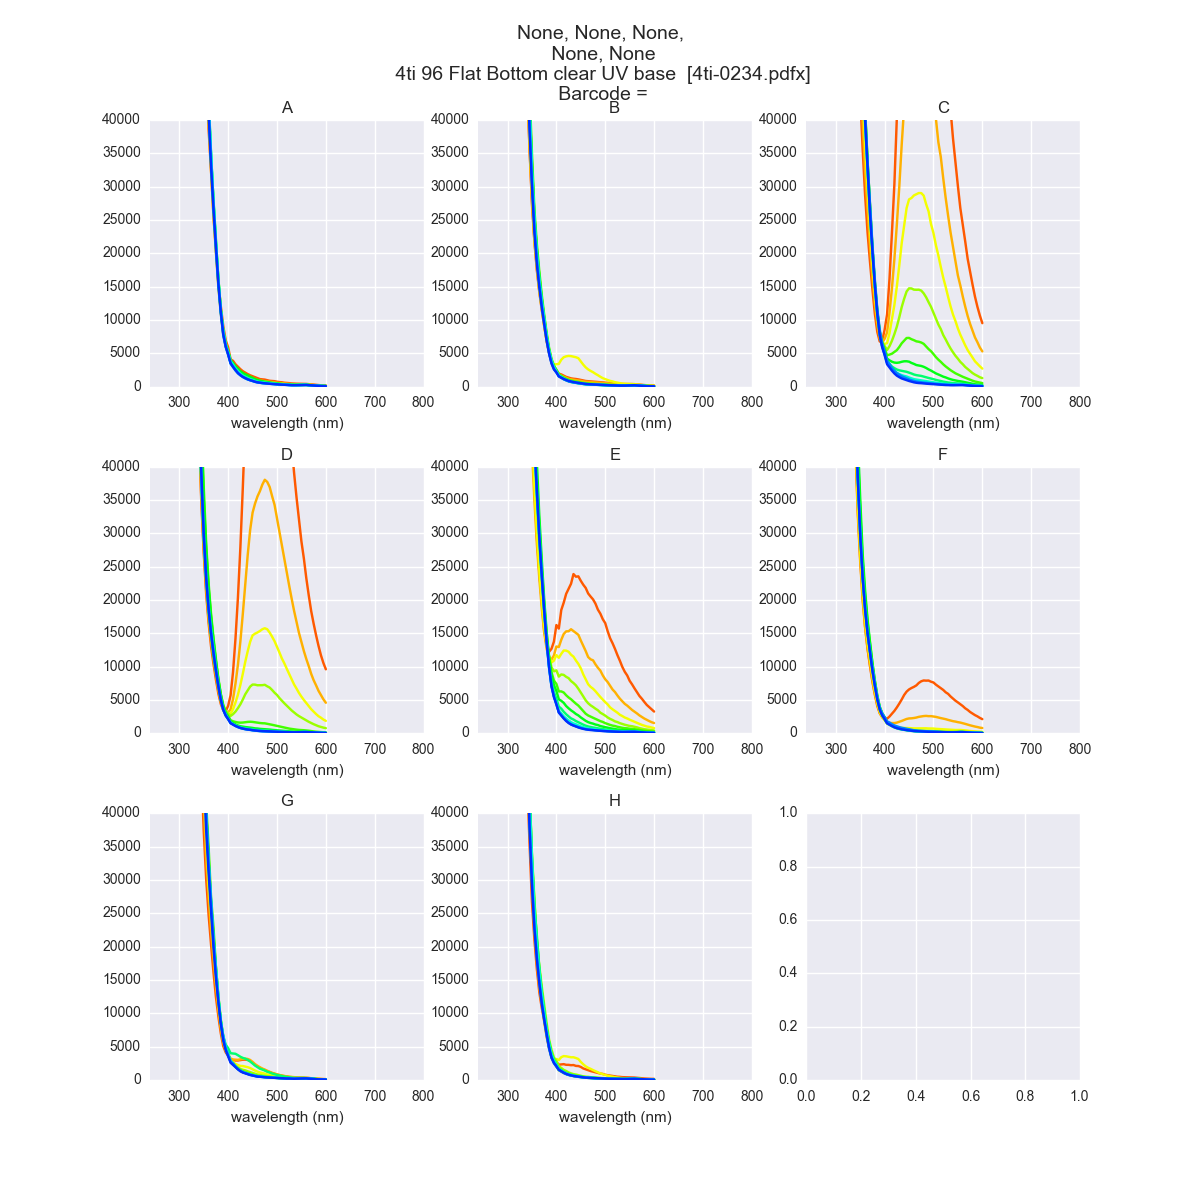 None, None, None,
None, None
4ti 96 Flat Bottom clear UV base  [4ti-0234.pdfx]
Barcode =
A
40000
35000
30000
25000
20000
15000
10000
5000
0
300 400 500 600 700 800
wavelength (nm)
B
40000
35000
30000
25000
20000
15000
10000
5000
0
300 400 500 600 700 800
wavelength (nm)
C
40000
35000
30000
25000
20000
15000
10000
5000
0
300 400 500 600 700 800
wavelength (nm)
D
40000
35000
30000
25000
20000
15000
10000
5000
0
300 400 500 600 700 800
wavelength (nm)
E
40000
35000
30000
25000
20000
15000
10000
5000
0
300 400 500 600 700 800
wavelength (nm)
F
40000
35000
30000
25000
20000
15000
10000
5000
0
300 400 500 600 700 800
wavelength (nm)
G
40000
35000
30000
25000
20000
15000
10000
5000
0
300 400 500 600 700 800
wavelength (nm)
H
40000
35000
30000
25000
20000
15000
10000
5000
0
300 400 500 600 700 800
wavelength (nm)
1.0
0.8
0.6
0.4
0.2
0.0
0.0 0.2 0.4 0.6 0.8 1.0